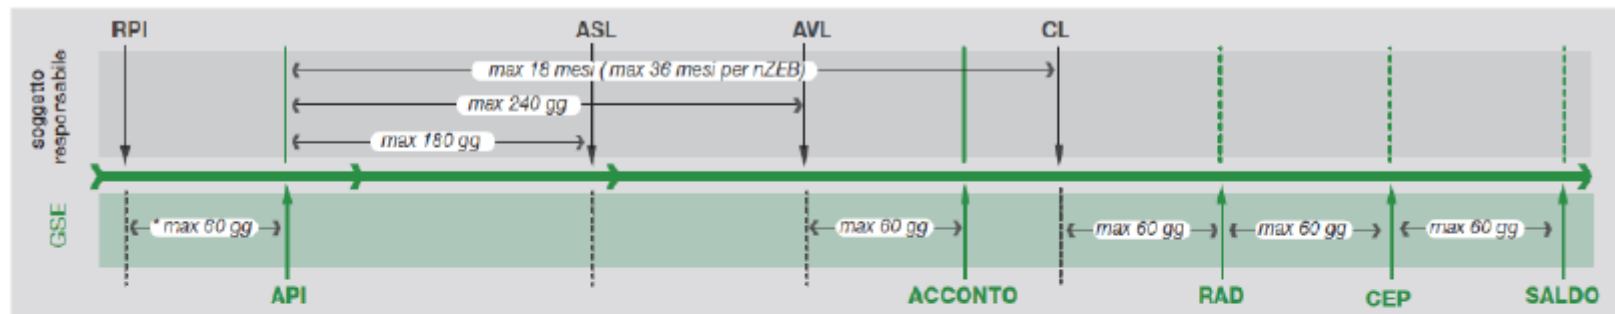 RPI ASL AVL CL
soggetto
responsabile
max 18 mesi ( max 36 mesi per nZEB)
max 240 gg
max 180 gg
GSE
* max 60 gg max 60 gg max 60 gg max 60 gg max 60 gg
API ACCONTO RAD CEP SALDO